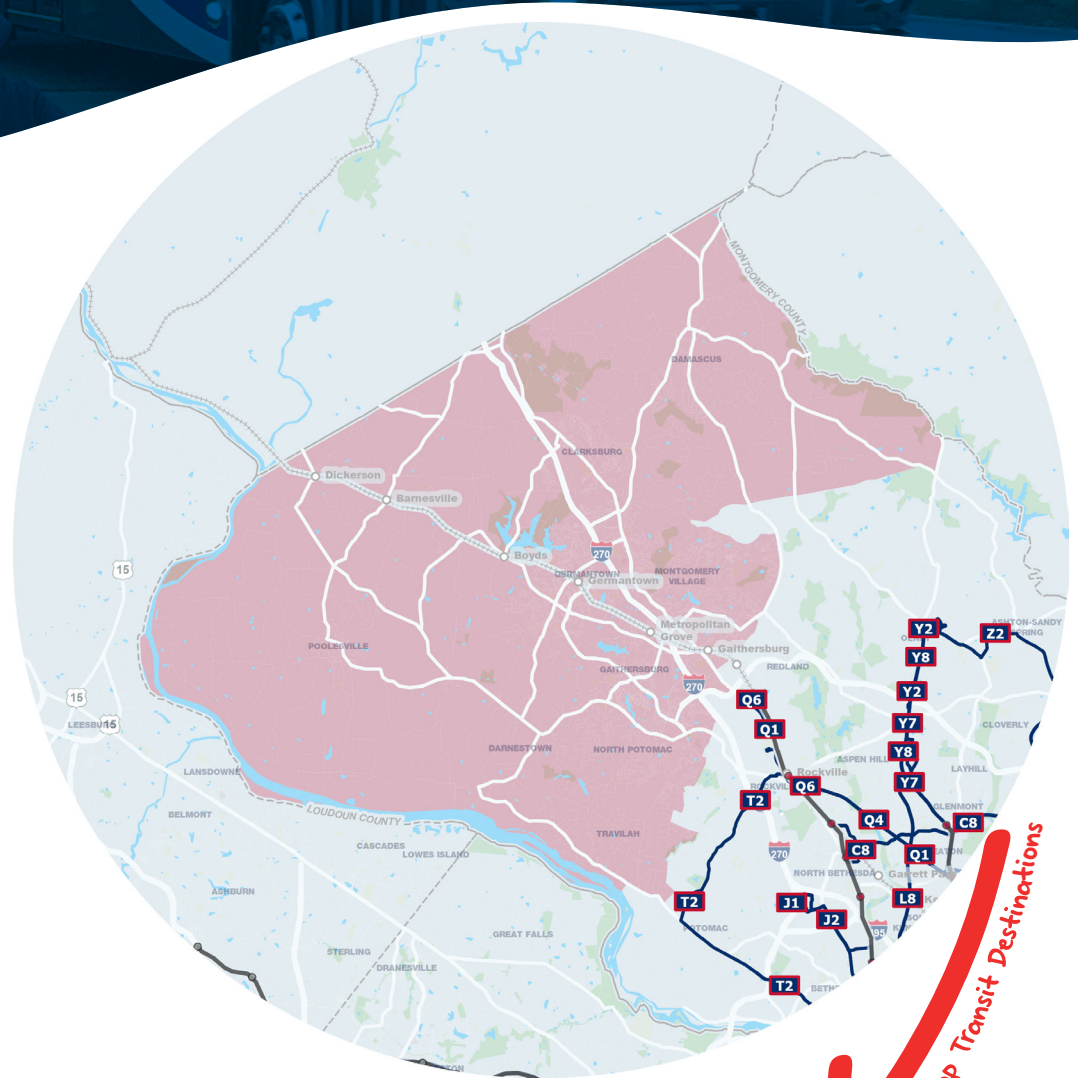 MONTGOMERY COUNTY
DAMASCUS
CLARKSBURG
Dickerson
Barnesville
270
Boyds
15
GERMANTOWN
Germantown
MONTGOMERY
VILLAGE
Metropolitan
Grove
Gaithersburg
Y2
Z2
ASHTON-SANDY
SPRING
POOLESVILLE
Y8
REDLAND
GAITHERSBURG
270
15
Q6
Y2
LEESBURG
15
Q1
Y7
CLOVERLY
DARNESTOWN
NORTH POTOMAC
Y8
ASPEN HILL
LAYHILL
LANSDOWNE
Rockville
Q6
Y7
T2
GLENMONT
BELMONT
LOUDOUN COUNTY
Q4
C8
TRAVILAH
CASCADES
LOWES ISLAND
270
C8
Q1
NORTH BETHESDA
ASHBURN
T2
J1
L8
J2
POTOMAC
GREAT FALLS
STERLING
DRANESVILLE
T2
Transit Destinations